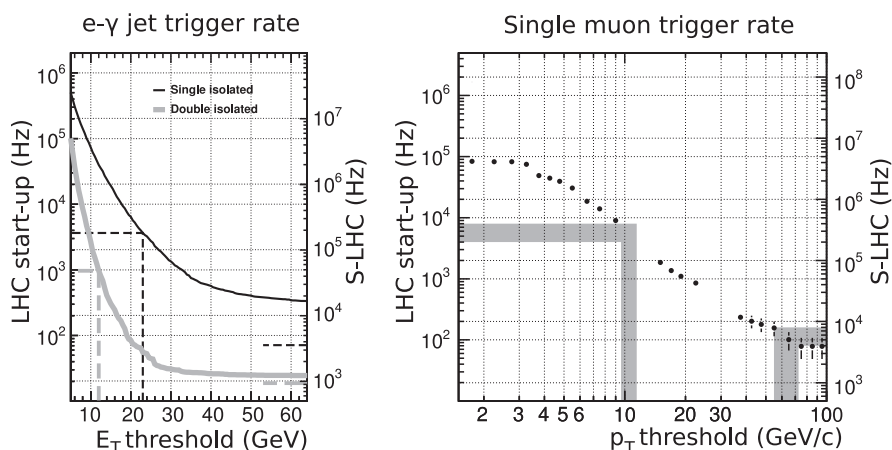 e-γ jet trigger rate
LHC start-up (Hz)
10⁶
10⁵
10⁴
10³
10²
Single isolated
Double isolated
10⁷
10⁶
10⁵
10⁴
10³
S-LHC (Hz)
10 20 30 40 50 60
E_T threshold (GeV)
Single muon trigger rate
LHC start-up (Hz)
10⁶
10⁵
10⁴
10³
10²
10⁸
10⁷
10⁶
10⁵
10⁴
10³
S-LHC (Hz)
2 3 4 5 6 10 20 30 100
p_T threshold (GeV/c)